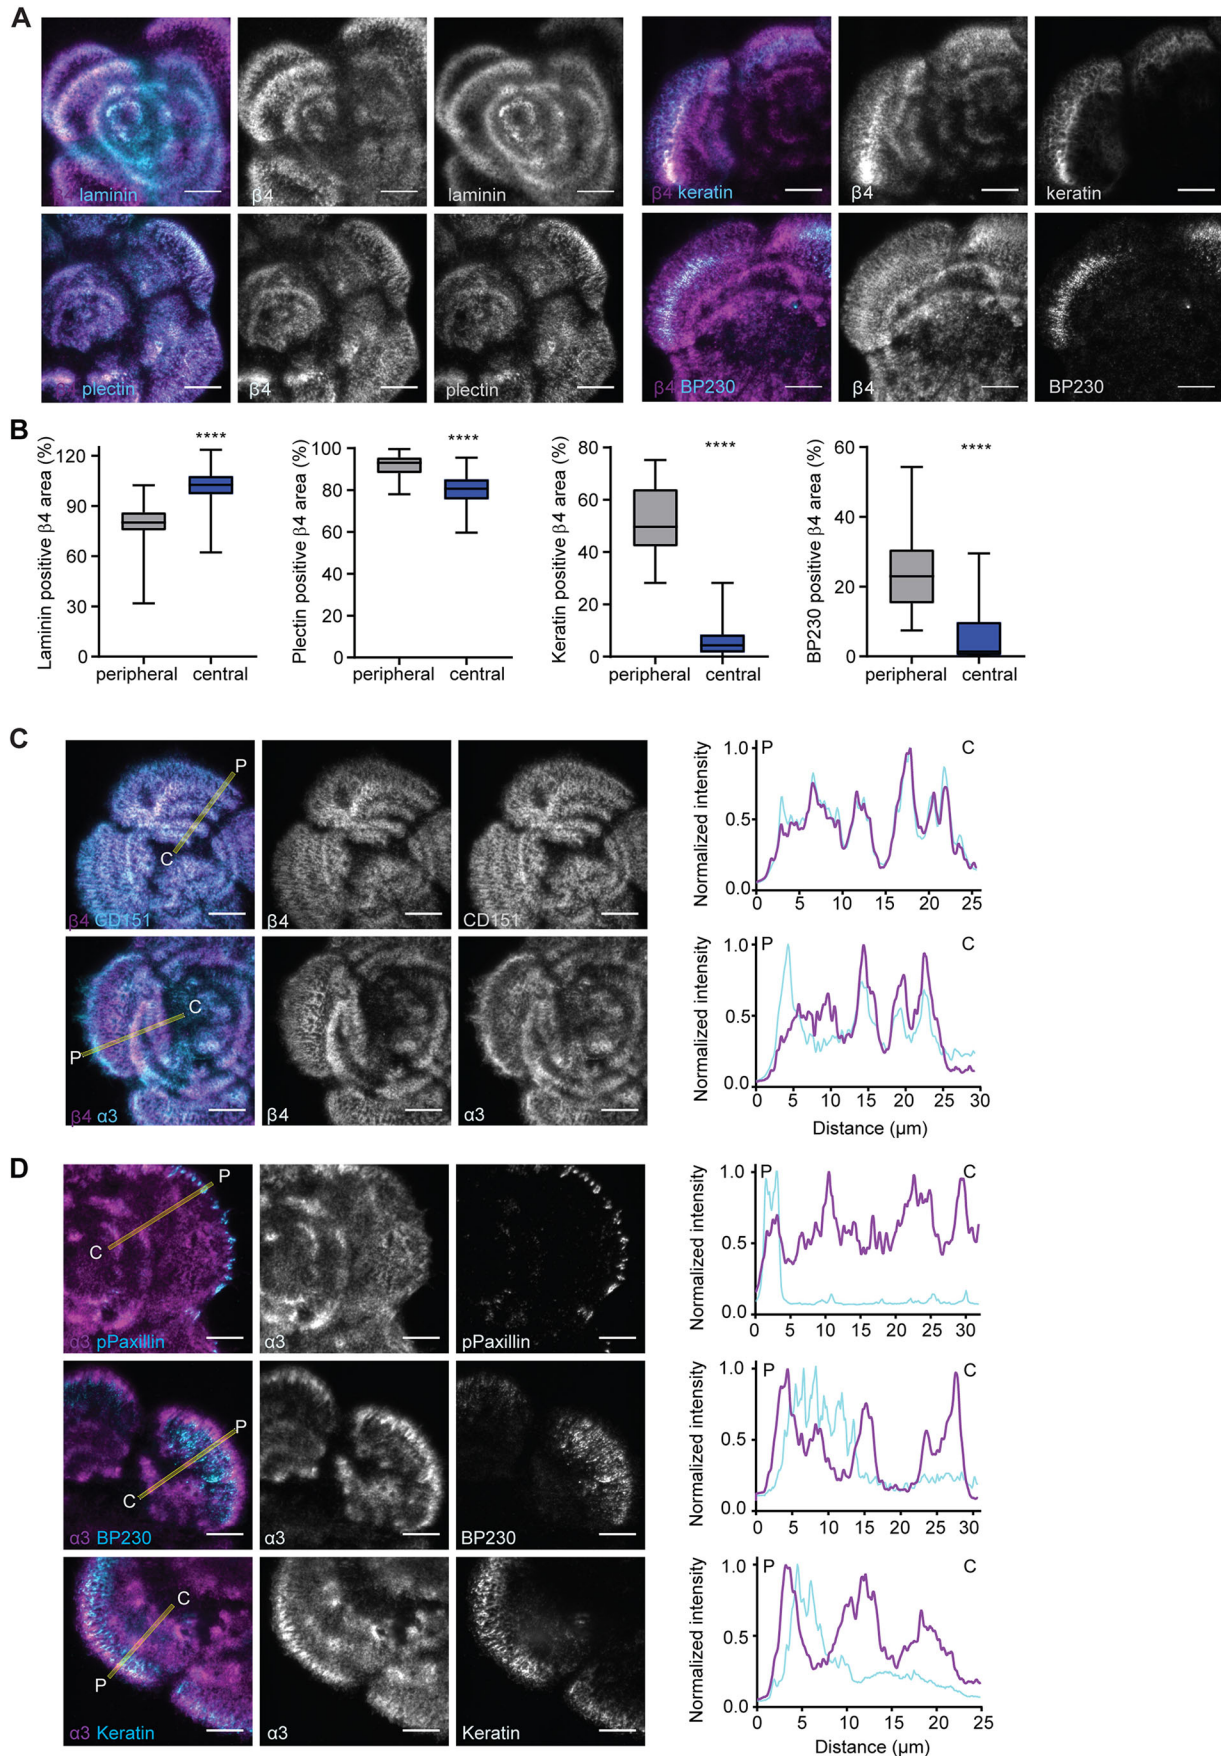 A
laminin
β4
laminin
β4 keratin
β4
keratin
plectin
β4
plectin
β4 BP230
β4
BP230
B
Laminin positive β4 area (%)
120
90
60
30
0
****
peripheral
central
Plectin positive β4 area (%)
100
80
60
40
20
0
****
peripheral
central
Keratin positive β4 area (%)
80
60
40
20
0
****
peripheral
central
BP230 positive β4 area (%)
60
40
20
0
****
peripheral
central
C
P
C
β4 CD151
β4
CD151
Normalized intensity
1.0
0.5
0.0
P
C
0 5 10 15 20 25
C
P
β4 α3
β4
α3
Normalized intensity
1.0
0.5
0.0
P
C
0 5 10 15 20 25 30
Distance (µm)
D
P
C
α3 pPaxillin
α3
pPaxillin
Normalized intensity
1.0
0.5
0.0
P
C
0 5 10 15 20 25 30
P
C
α3 BP230
α3
BP230
Normalized intensity
1.0
0.5
0.0
P
C
0 5 10 15 20 25 30
C
P
α3 Keratin
α3
Keratin
Normalized intensity
1.0
0.5
0.0
P
C
0 5 10 15 20 25
Distance (µm)